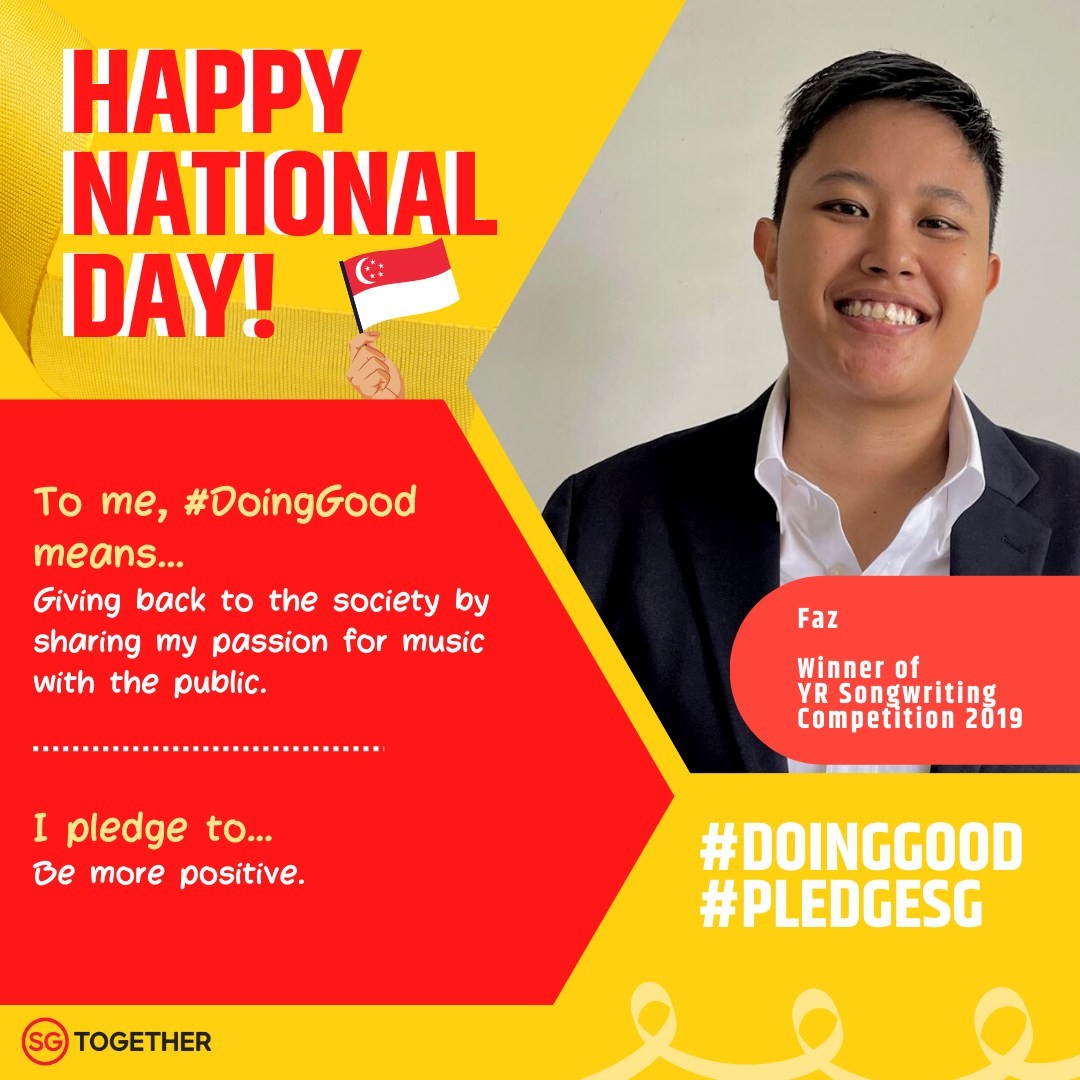 HAPPY
NATIONAL
DAY!
To me, #DoingGood
means...
Giving back to the society by
sharing my passion for music
with the public.
I pledge to...
Be more positive.
Faz
Winner of
YR Songwriting
Competition 2019
#DOINGGOOD
#PLEDGESG
SG TOGETHER